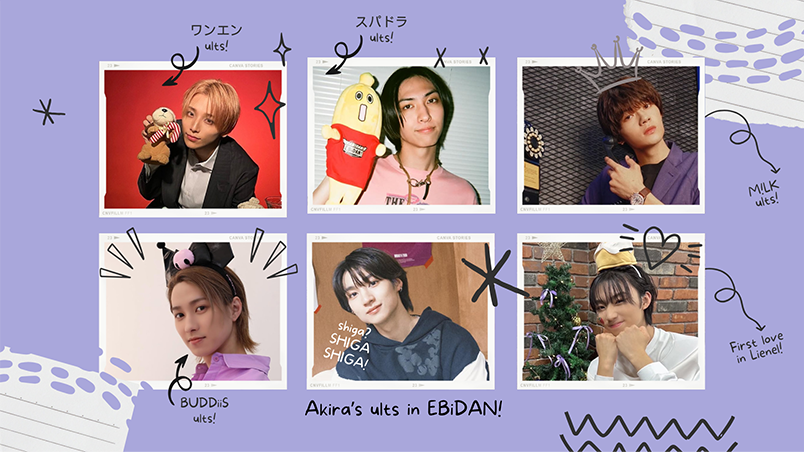 ワンエン
ults!
スパドラ
ults!
M!LK
ults!
shiga?
SHIGA
SHIGA!
BUDDiiS
ults!
First love
in Lienel!
Akira's ults in EBiDAN!